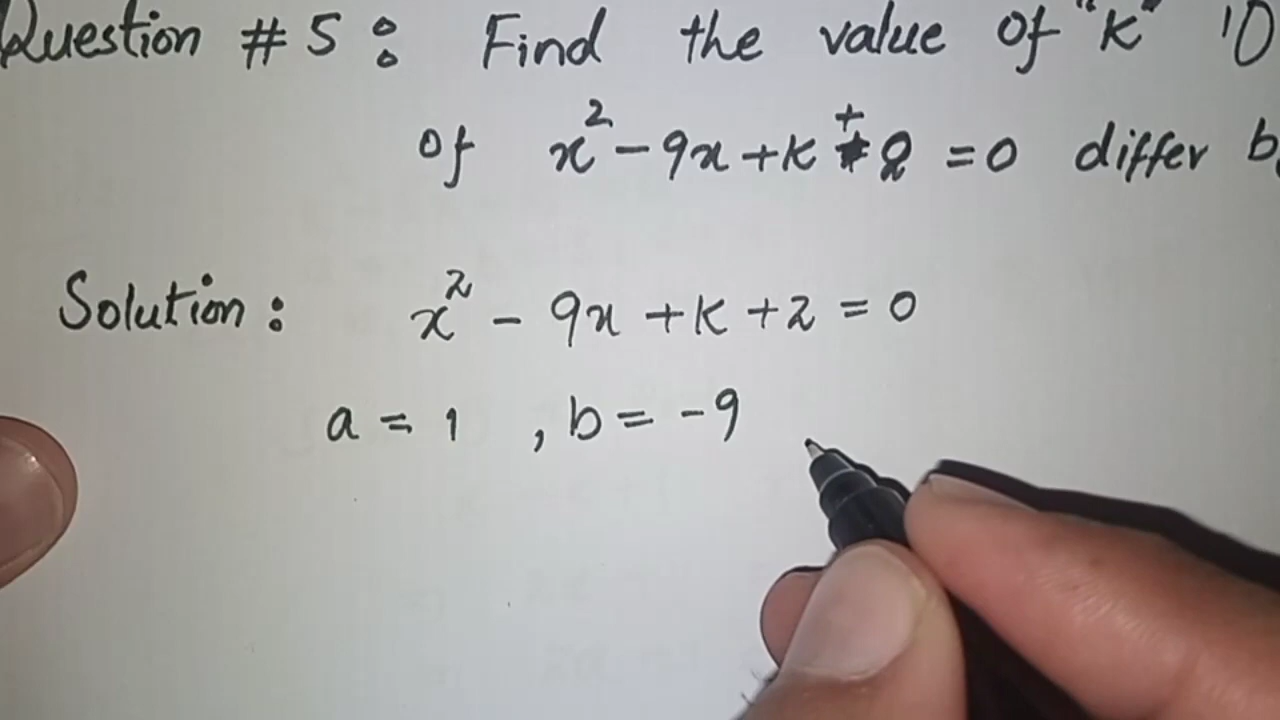 Question # 5 : Find the value of "K"
of x² - 9x + K + 2 = 0 differ
Solution : x² - 9x + K + 2 = 0
a = 1 , b = -9